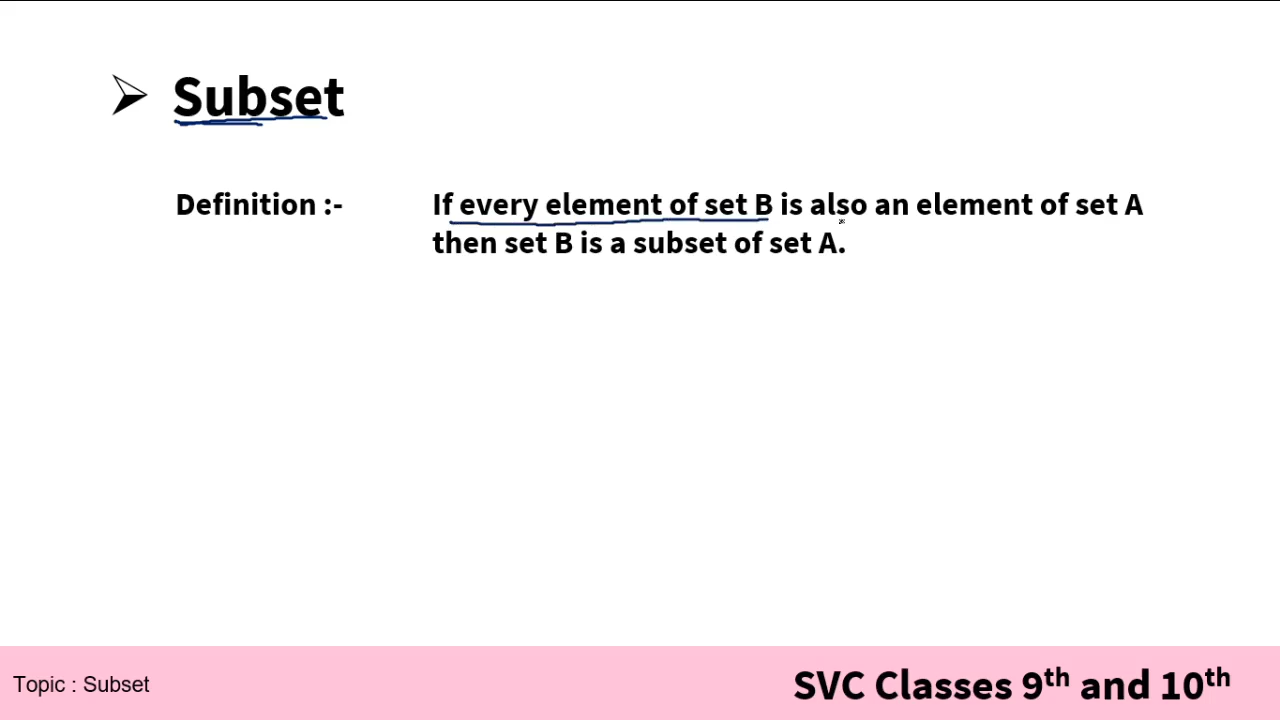 Subset
Definition :- If every element of set B is also an element of set A
then set B is a subset of set A.
Topic : Subset
SVC Classes 9th and 10th